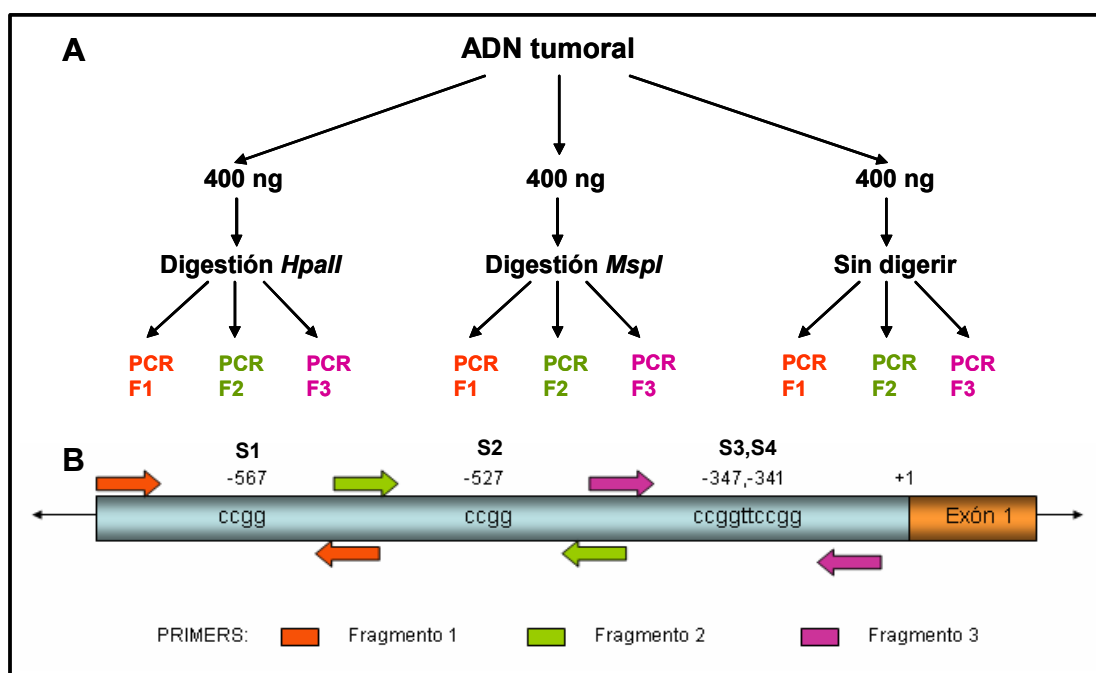 A
ADN tumoral
400 ng 400 ng 400 ng
Digestión HpaII Digestión MspI Sin digerir
PCR PCR PCR PCR PCR PCR PCR PCR PCR
F1 F2 F3 F1 F2 F3 F1 F2 F3
B
S1 S2 S3,S4
-567 -527 -347,-341 +1
ccgg ccgg ccggttccgg Exón 1
PRIMERS: Fragmento 1 Fragmento 2 Fragmento 3